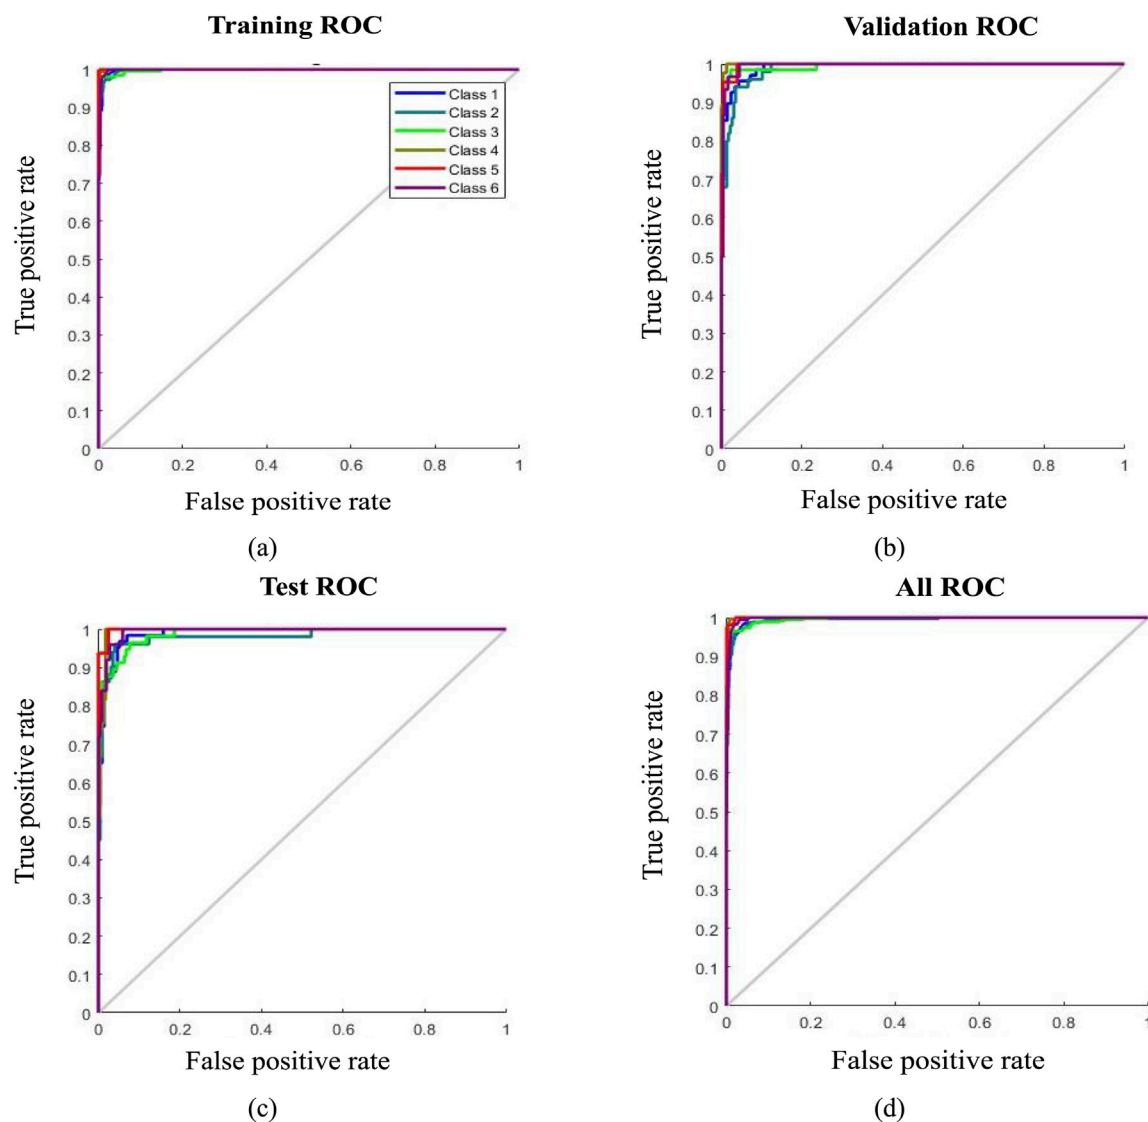 Training ROC
1
0.9
0.8
0.7
0.6
0.5
0.4
0.3
0.2
0.1
0
True positive rate
Class 1
Class 2
Class 3
Class 4
Class 5
Class 6
0 0.2 0.4 0.6 0.8 1
False positive rate
(a)
Validation ROC
1
0.9
0.8
0.7
0.6
0.5
0.4
0.3
0.2
0.1
0
True positive rate
0 0.2 0.4 0.6 0.8 1
False positive rate
(b)
Test ROC
1
0.9
0.8
0.7
0.6
0.5
0.4
0.3
0.2
0.1
0
True positive rate
0 0.2 0.4 0.6 0.8 1
False positive rate
(c)
All ROC
1
0.9
0.8
0.7
0.6
0.5
0.4
0.3
0.2
0.1
0
True positive rate
0 0.2 0.4 0.6 0.8 1
False positive rate
(d)